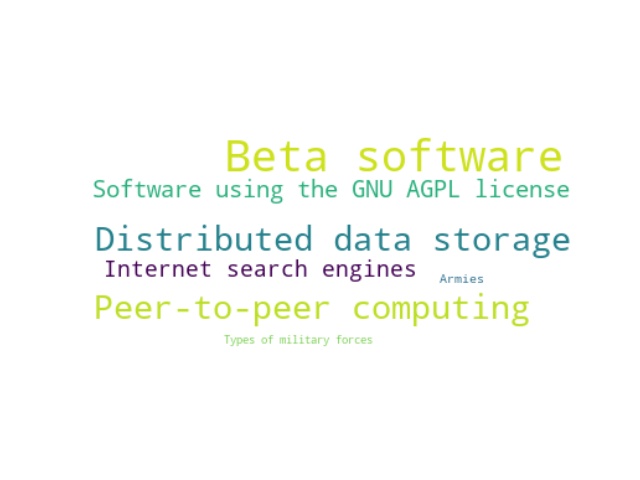 Beta software
Software using the GNU AGPL license
Distributed data storage
Internet search engines
Armies
Peer-to-peer computing
Types of military forces